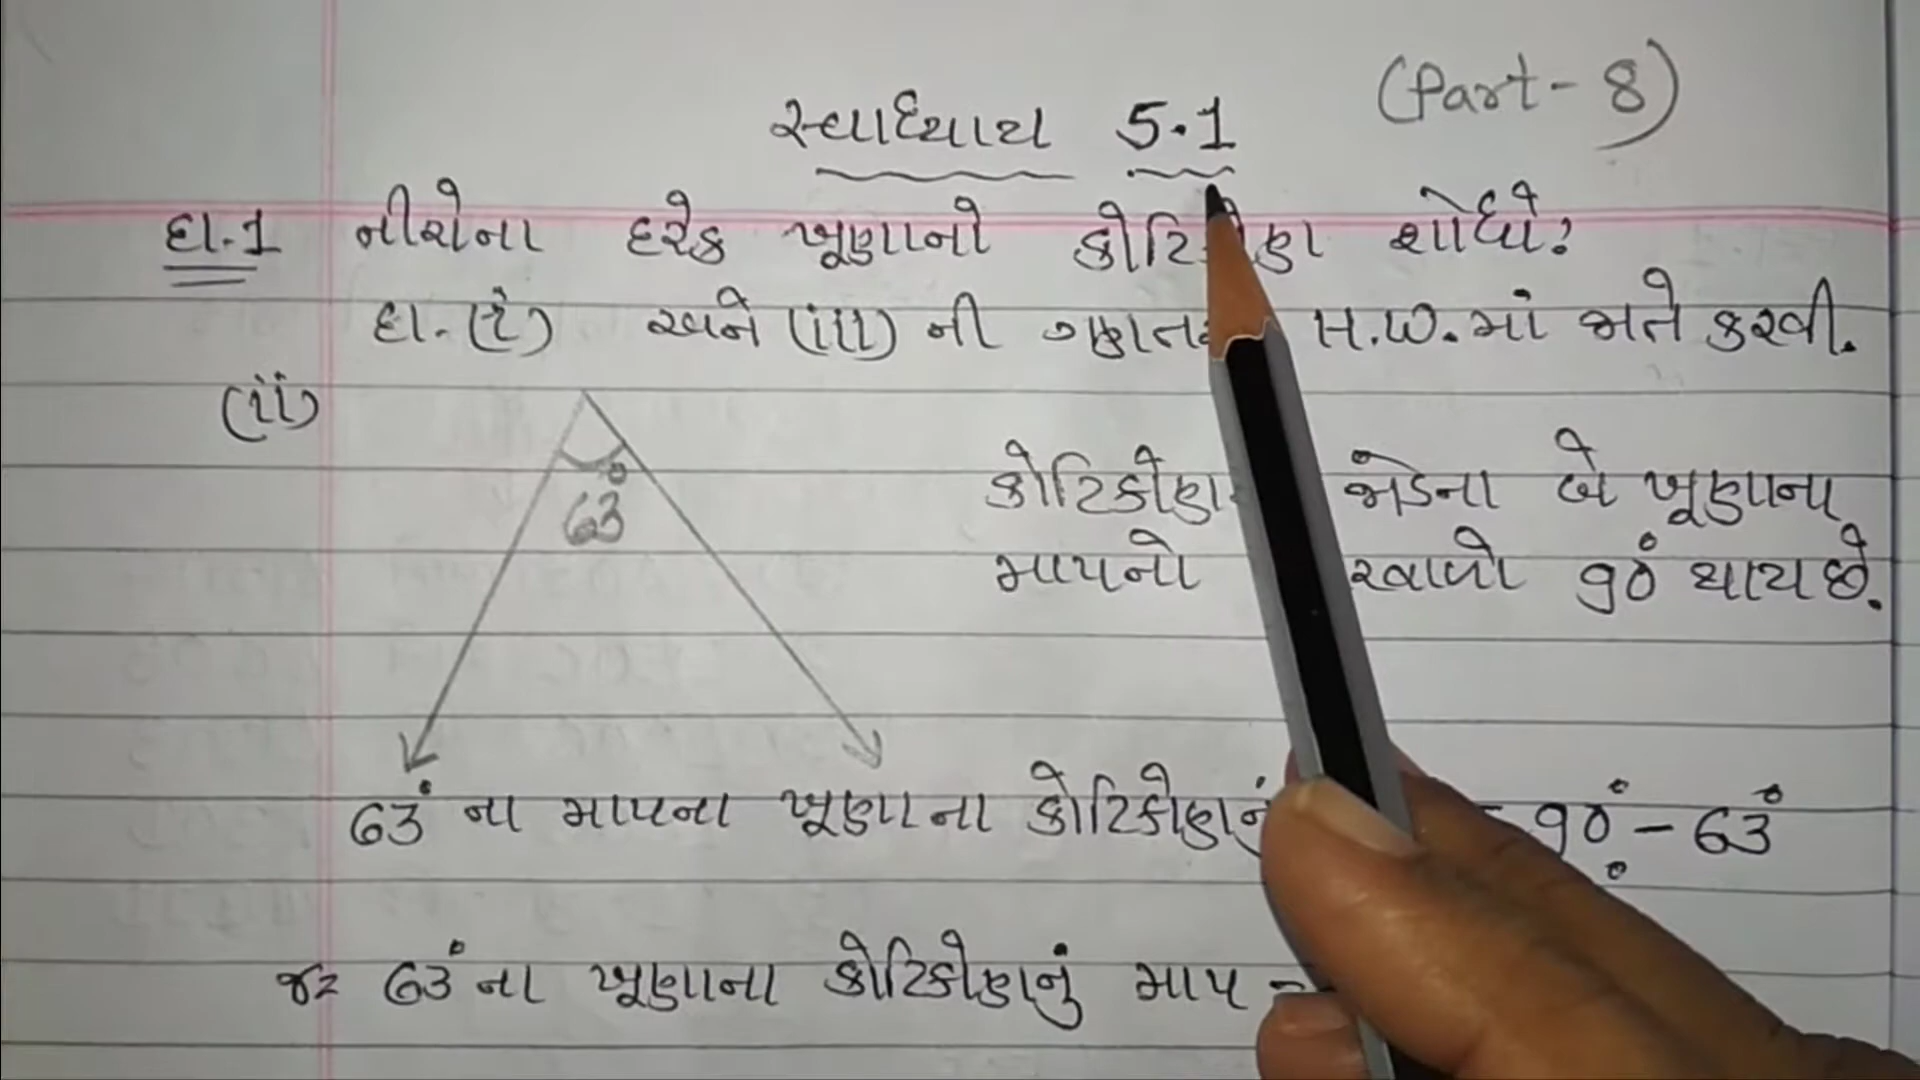 (Part-8)
સ્વાધ્યાય 5.1
દા.1 નીચેના દરેક ખૂણાનો શોધો:
દા.(i) અને (iii) ની H.W.માં જાતે કરવી.
(ii)
63°
કોટિકોણ જોડના બે ખૂણાના
માપનો સરવાળો 90° થાય છે.
63° ના માપના ખૂણાના કોટિકોણનું = 90° - 63°
જ= 63° ના ખૂણાના કોટિકોણનું માપ =